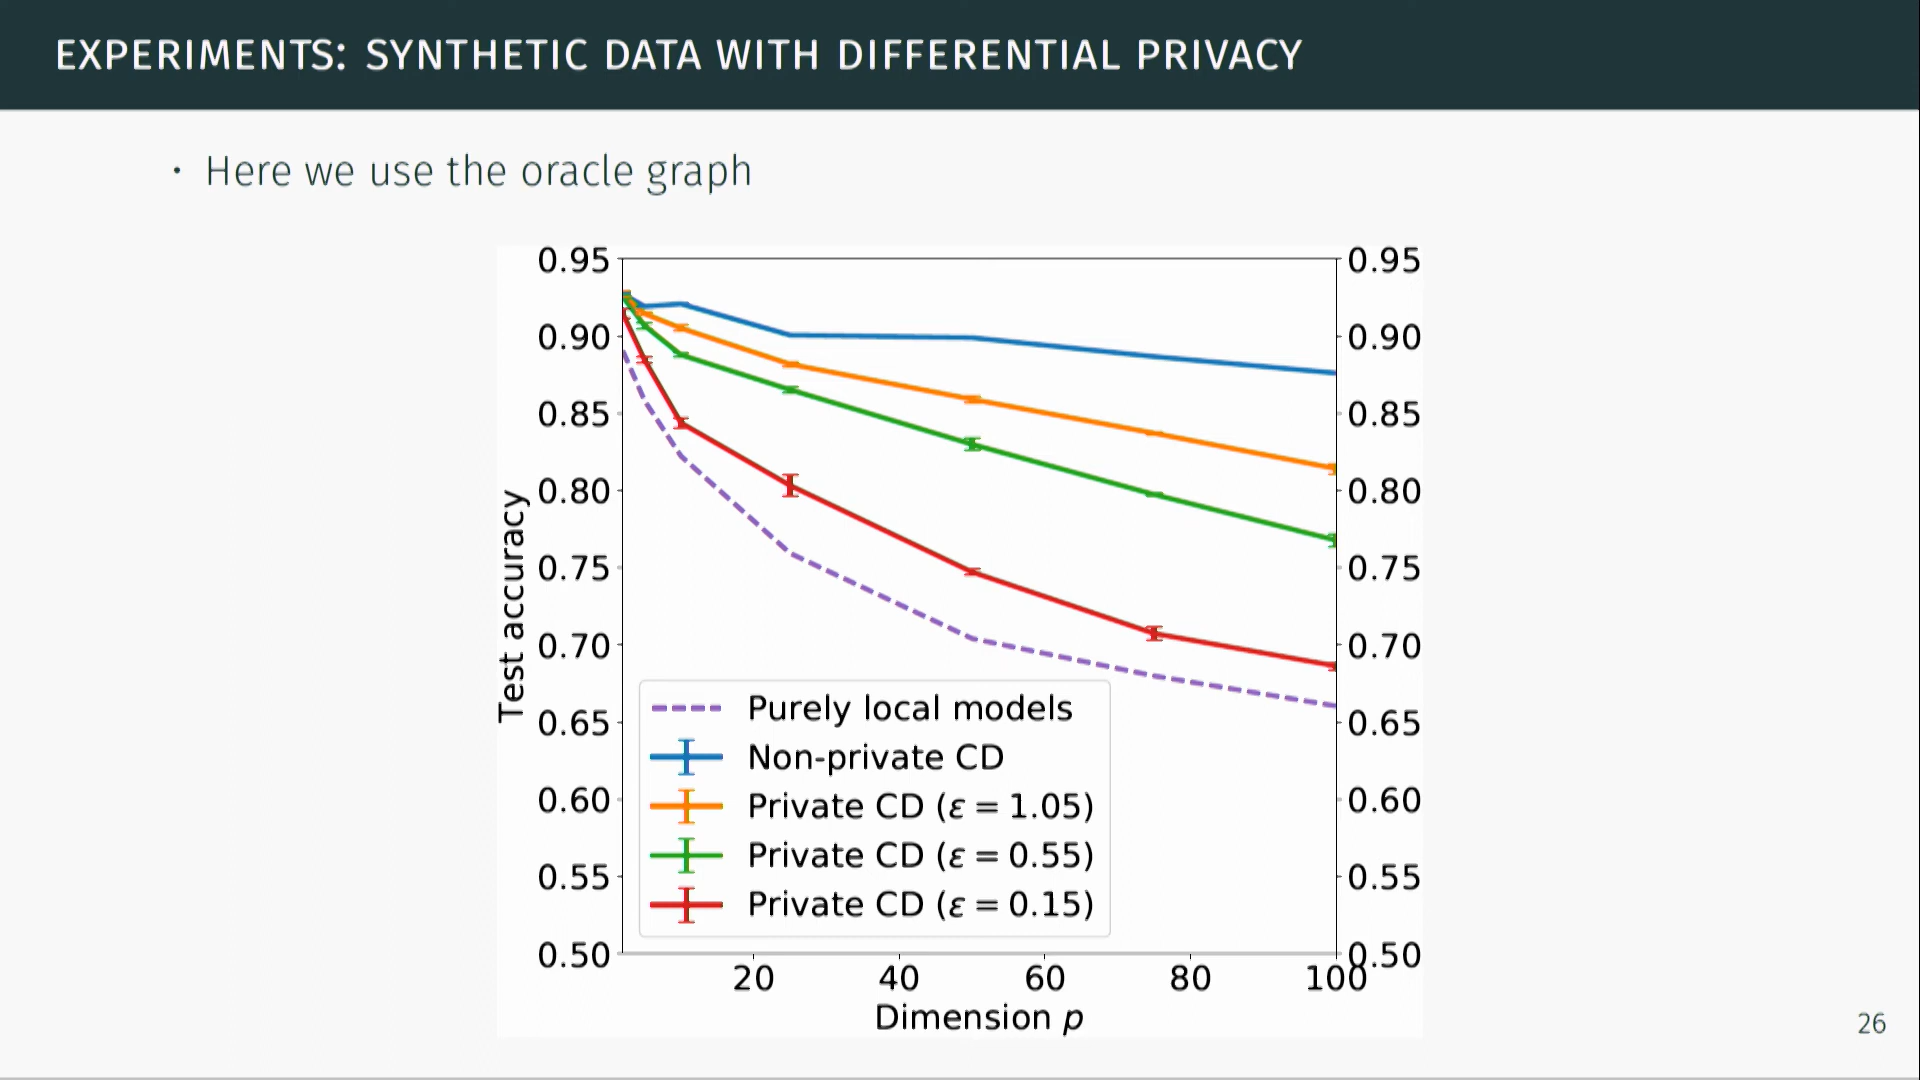 EXPERIMENTS: SYNTHETIC DATA WITH DIFFERENTIAL PRIVACY
· Here we use the oracle graph
0.95
0.90
0.85
0.80
0.75
0.70
0.65
0.60
0.55
0.50
Test accuracy
0.95
0.90
0.85
0.80
0.75
0.70
0.65
0.60
0.55
0.50
Purely local models
Non-private CD
Private CD (ε = 1.05)
Private CD (ε = 0.55)
Private CD (ε = 0.15)
20 40 60 80 100
Dimension p
26